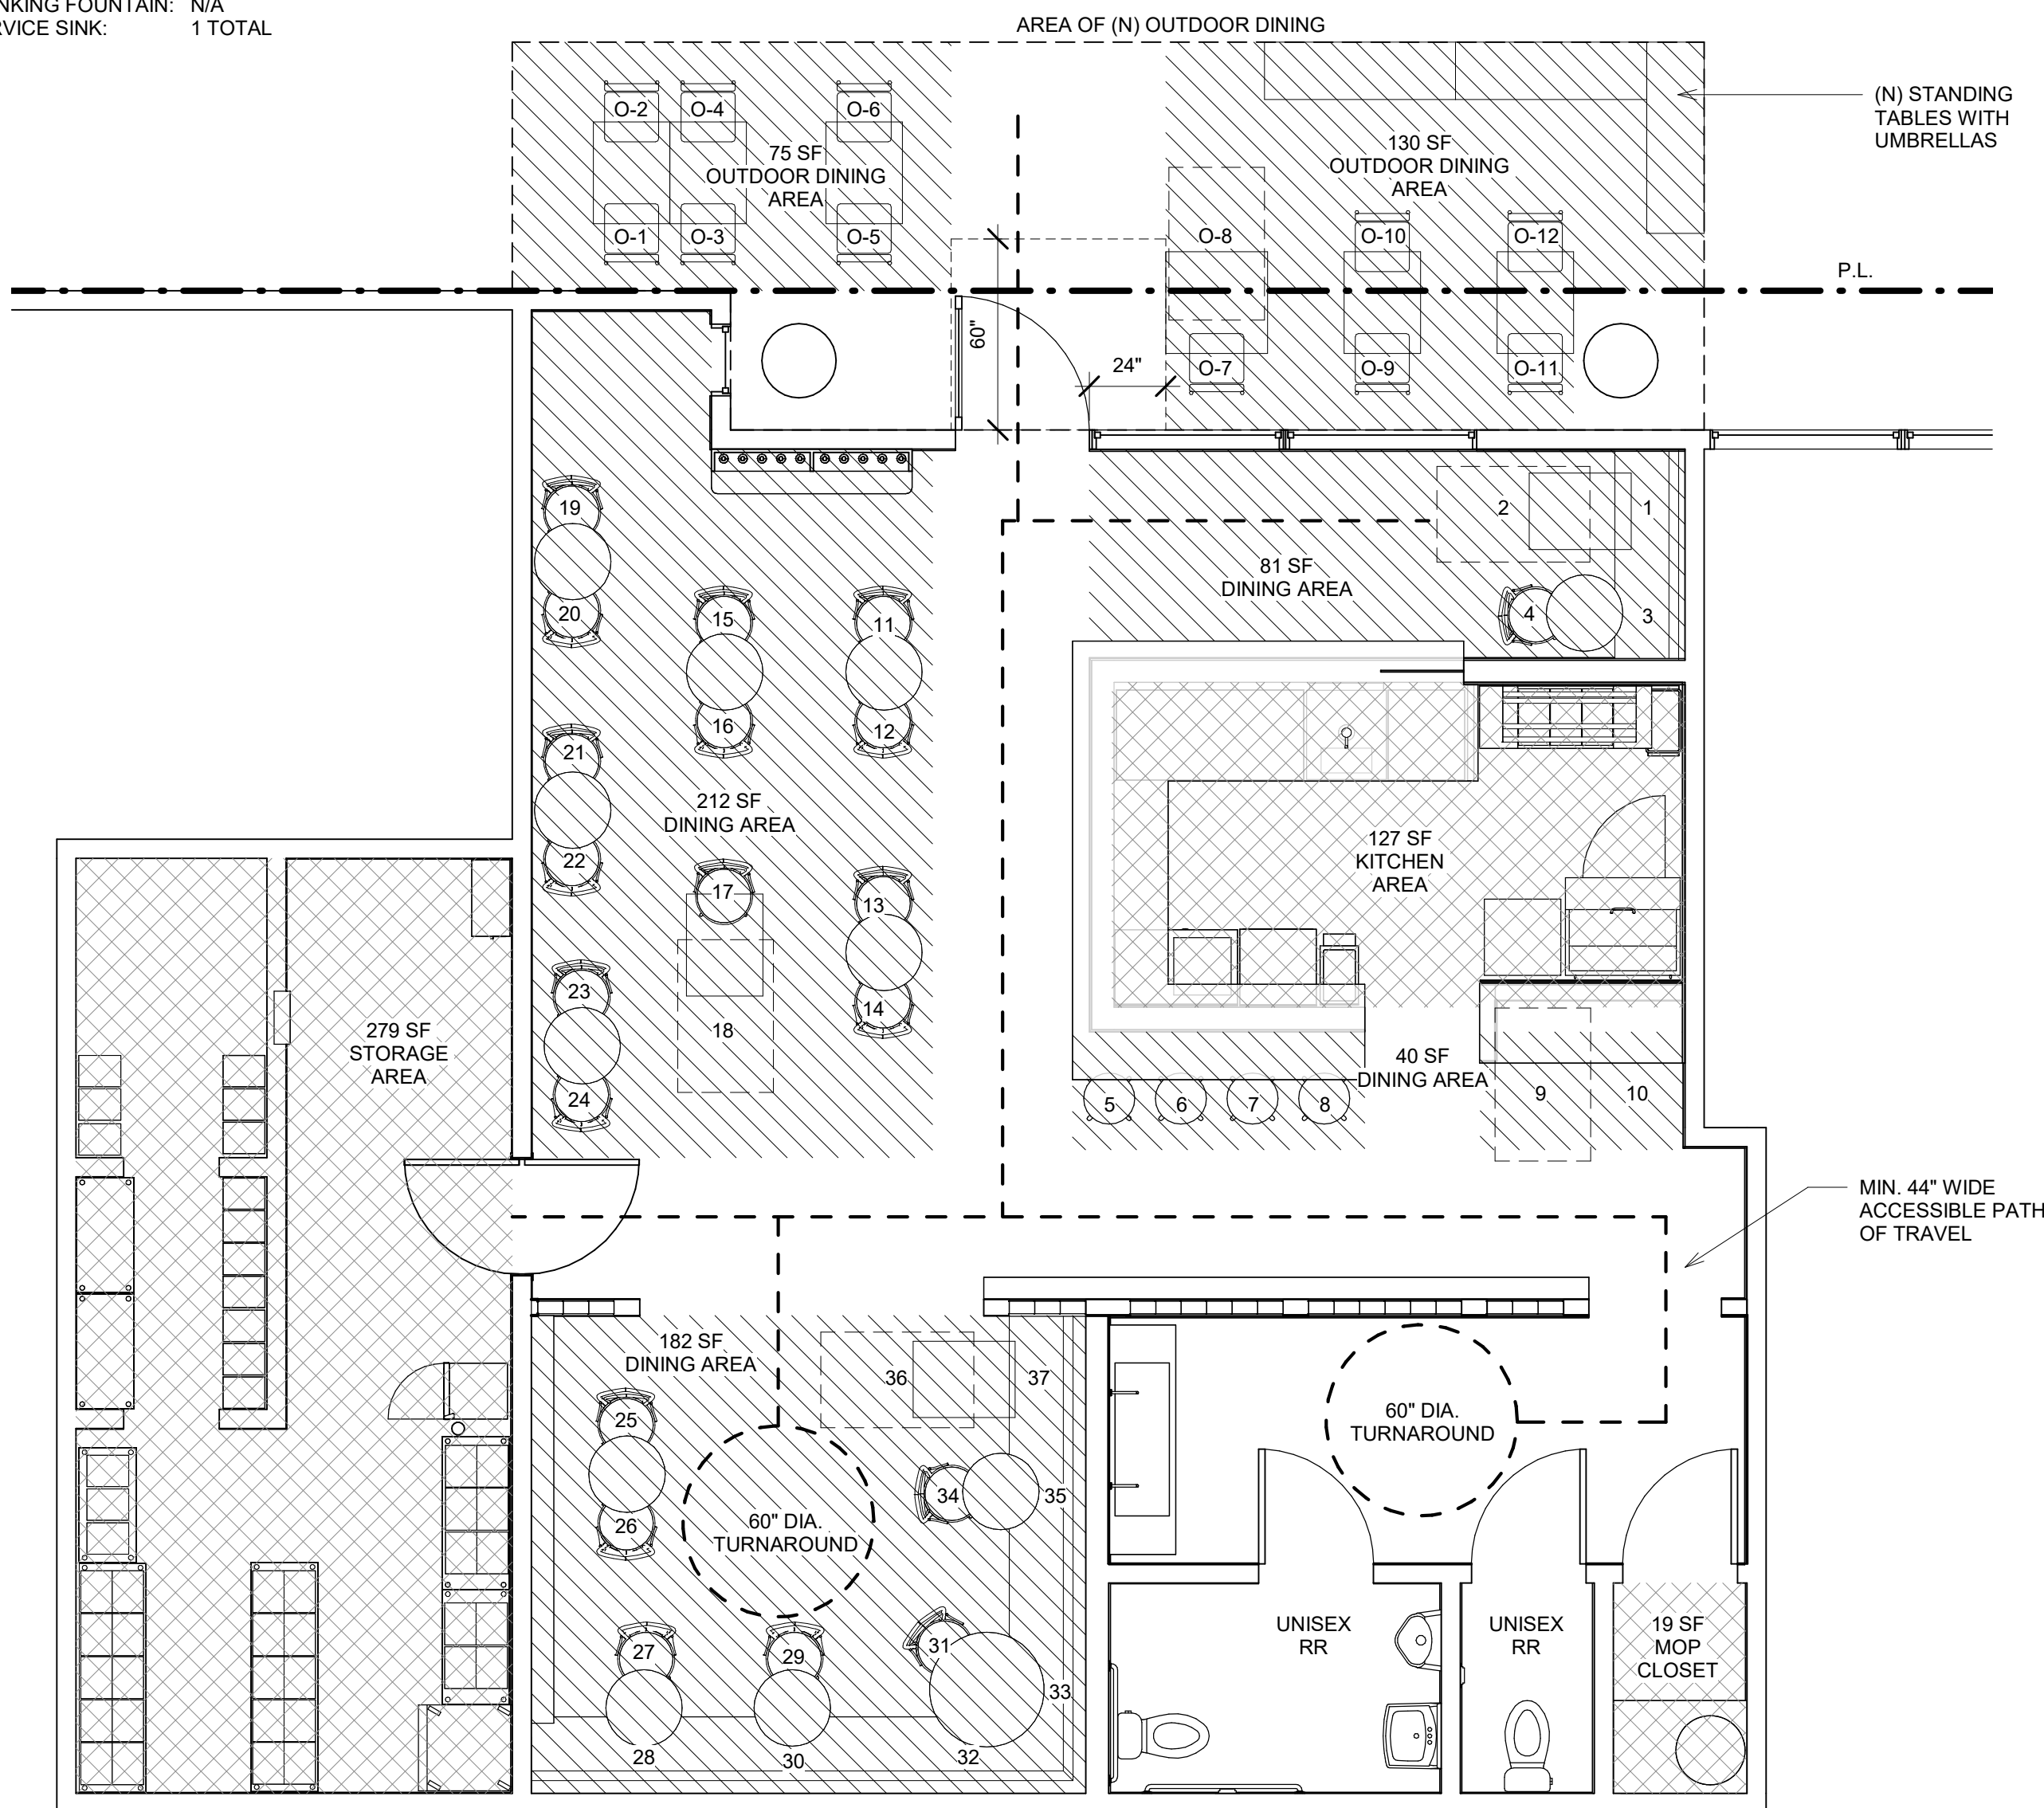 NKING FOUNTAIN: N/A
RVICE SINK: 1 TOTAL
AREA OF (N) OUTDOOR DINING
(N) STANDING
TABLES WITH
UMBRELLAS
O-2
O-4
O-6
75 SF
OUTDOOR DINING
AREA
130 SF
OUTDOOR DINING
AREA
O-1
O-3
O-5
O-8
O-10
O-12
P.L.
60"
24"
O-7
O-9
O-11
19
2
1
81 SF
DINING AREA
20
15
11
4
3
16
12
21
212 SF
DINING AREA
22
127 SF
KITCHEN
AREA
17
13
23
14
18
279 SF
STORAGE
AREA
24
40 SF
DINING AREA
5
6
7
8
9
10
MIN. 44" WIDE
ACCESSIBLE PATH
OF TRAVEL
182 SF
DINING AREA
36
37
25
60" DIA.
TURNAROUND
34
35
26
60" DIA.
TURNAROUND
27
29
31
UNISEX
RR
UNISEX
RR
19 SF
MOP
CLOSET
33
28
30
32